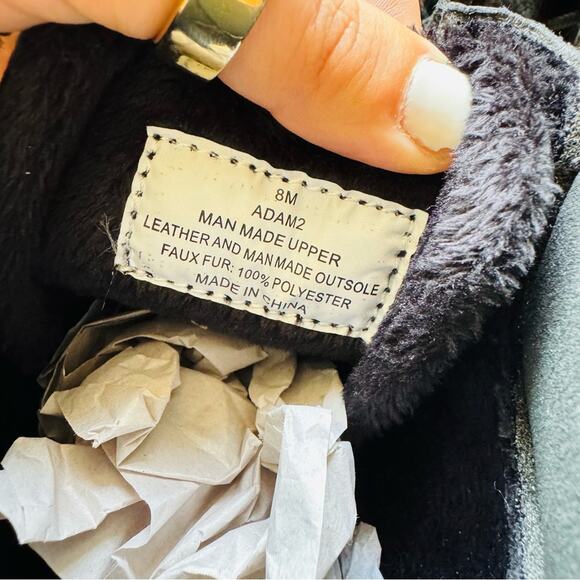 8M
ADAM2
MAN MADE UPPER
LEATHER AND MAN MADE OUTSOLE
FAUX FUR: 100% POLYESTER
MADE IN CHINA